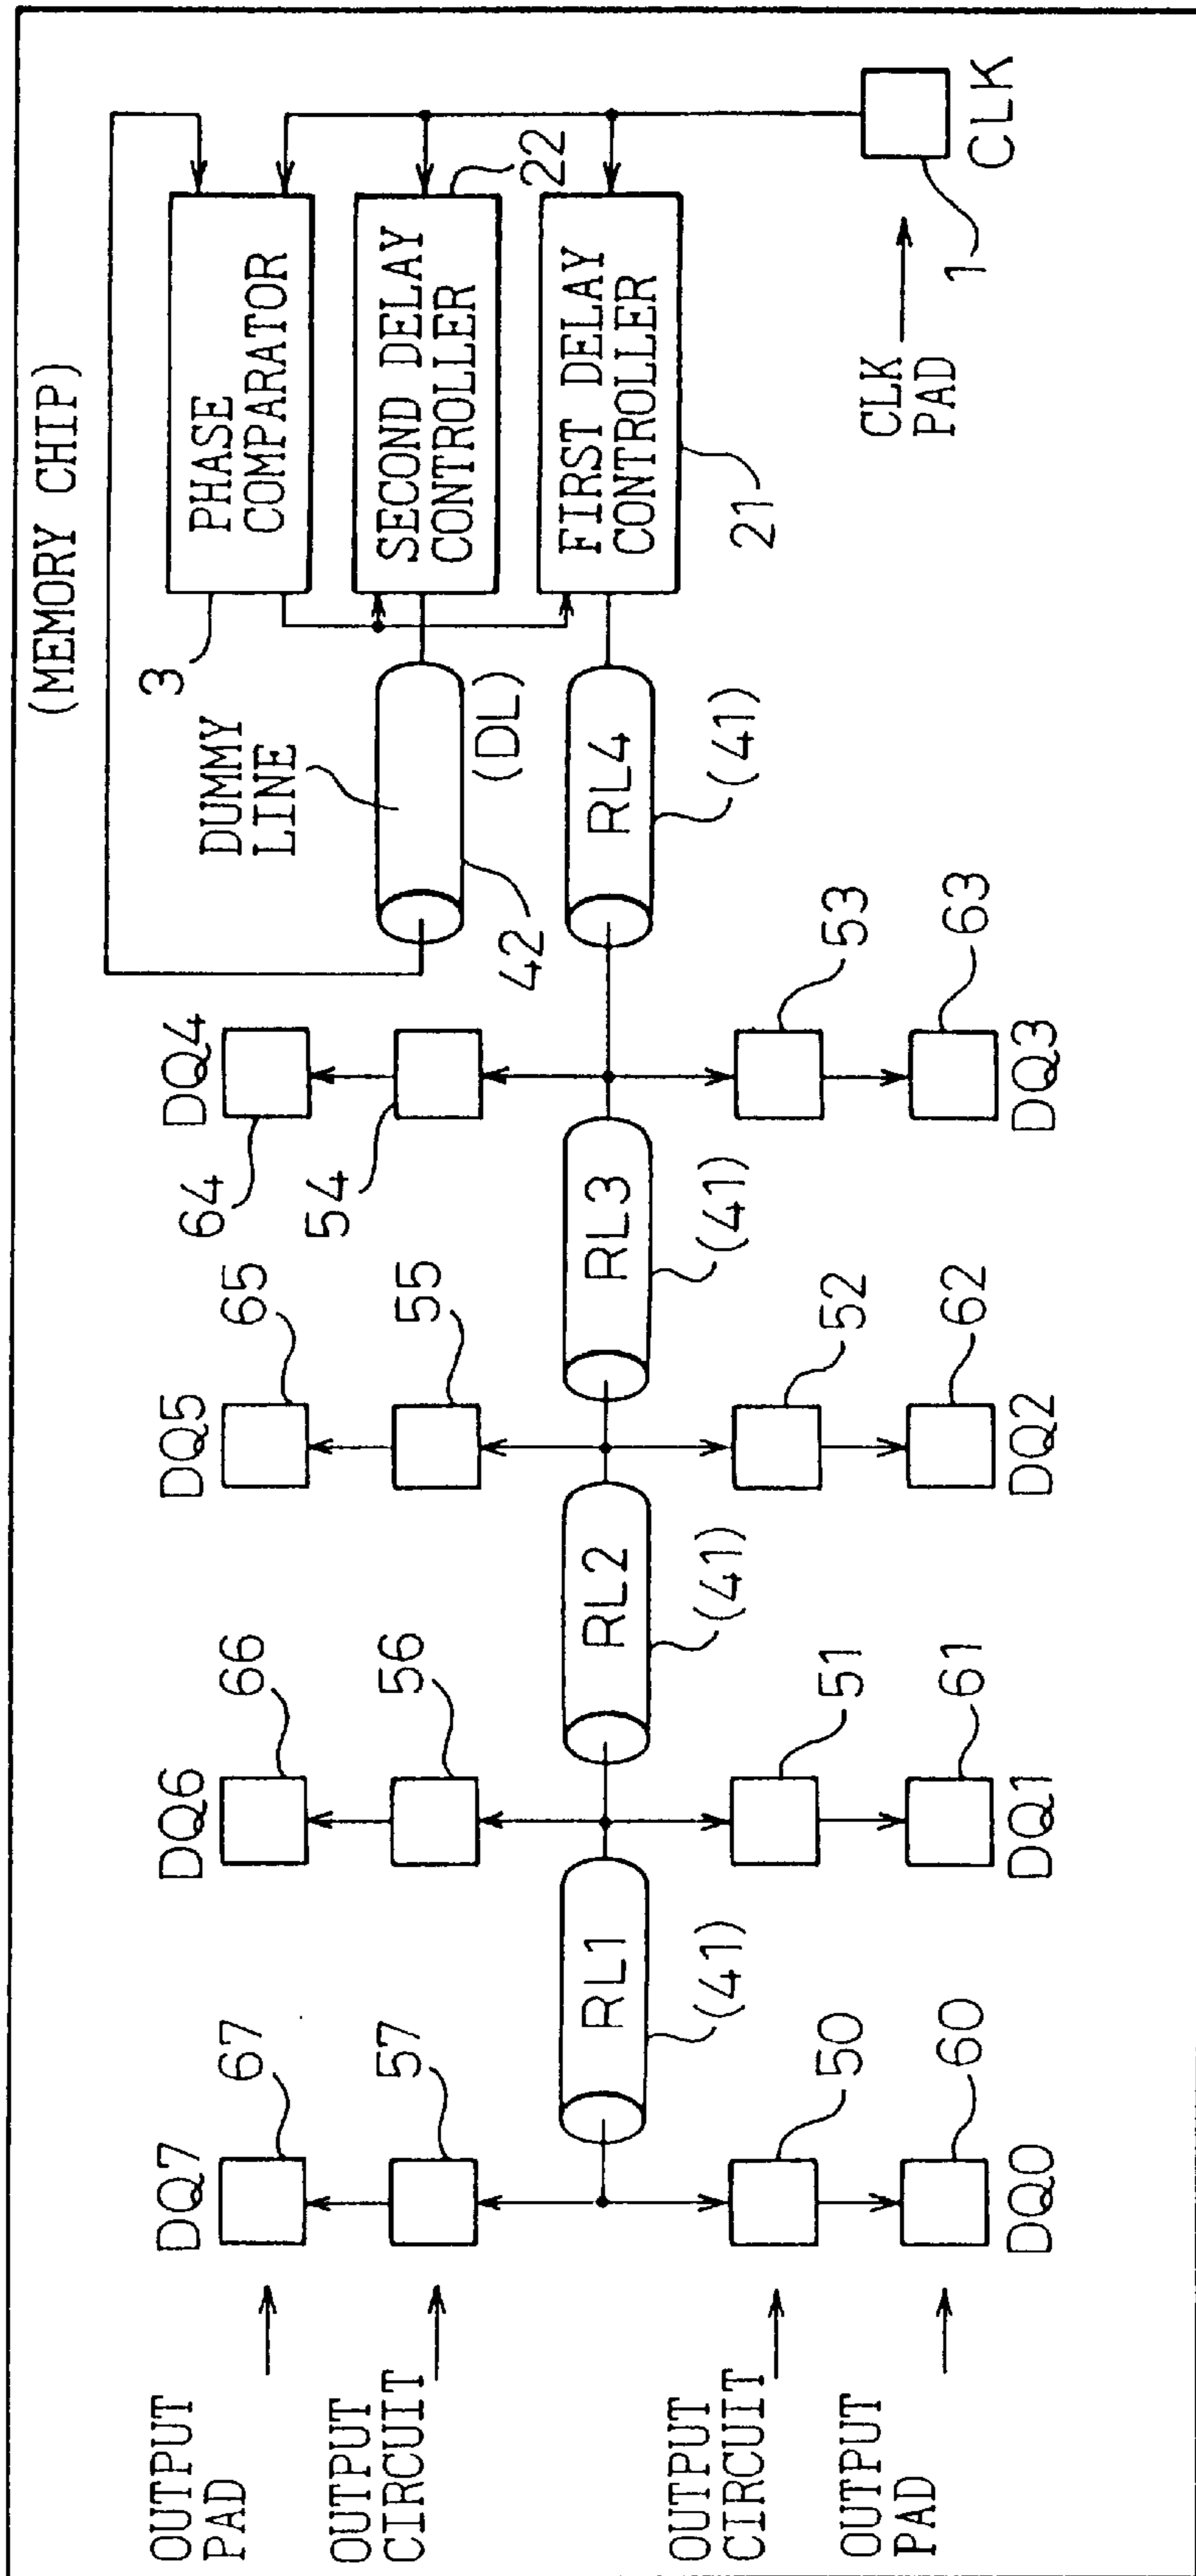 (MEMORY CHIP)
OUTPUT
PAD
OUTPUT
CIRCUIT
OUTPUT
CIRCUIT
OUTPUT
PAD
DQ7
67
57
50
60
DQ0
DQ6
66
56
51
61
DQ1
DQ5
65
55
52
62
DQ2
DQ4
64
54
53
63
DQ3
RL1
(41)
RL2
(41)
RL3
(41)
RL4
(41)
DUMMY
LINE
42
(DL)
3
PHASE
COMPARATOR
SECOND DELAY
CONTROLLER
22
FIRST DELAY
CONTROLLER
21
CLK
PAD
1
CLK